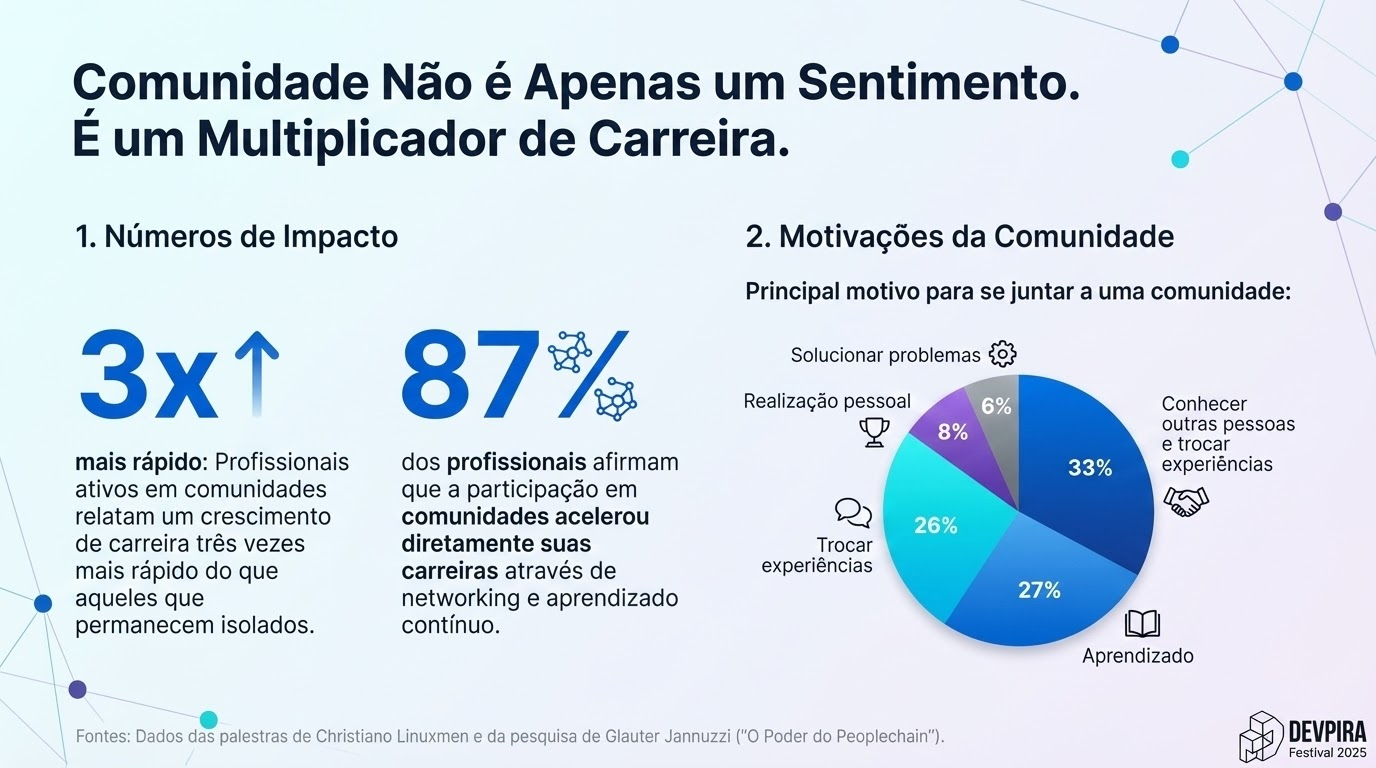 Comunidade Não é Apenas um Sentimento.
É um Multiplicador de Carreira.
1. Números de Impacto
3x
mais rápido: Profissionais
ativos em comunidades
relatam um crescimento
de carreira três vezes
mais rápido do que
aqueles que
permanecem isolados.
87%
dos profissionais afirmam
que a participação em
comunidades acelerou
diretamente suas
carreiras através de
networking e aprendizado
contínuo.
2. Motivações da Comunidade
Principal motivo para se juntar a uma comunidade:
Solucionar problemas
6%
Realização pessoal
8%
Conhecer
outras pessoas
e trocar
experiências
33%
Trocar
experiências
26%
27%
Aprendizado
Fontes: Dados das palestras de Christiano Linuxmen e da pesquisa de Glauter Jannuzzi ("O Poder do Peoplechain").
DEVPIRA
Festival 2025